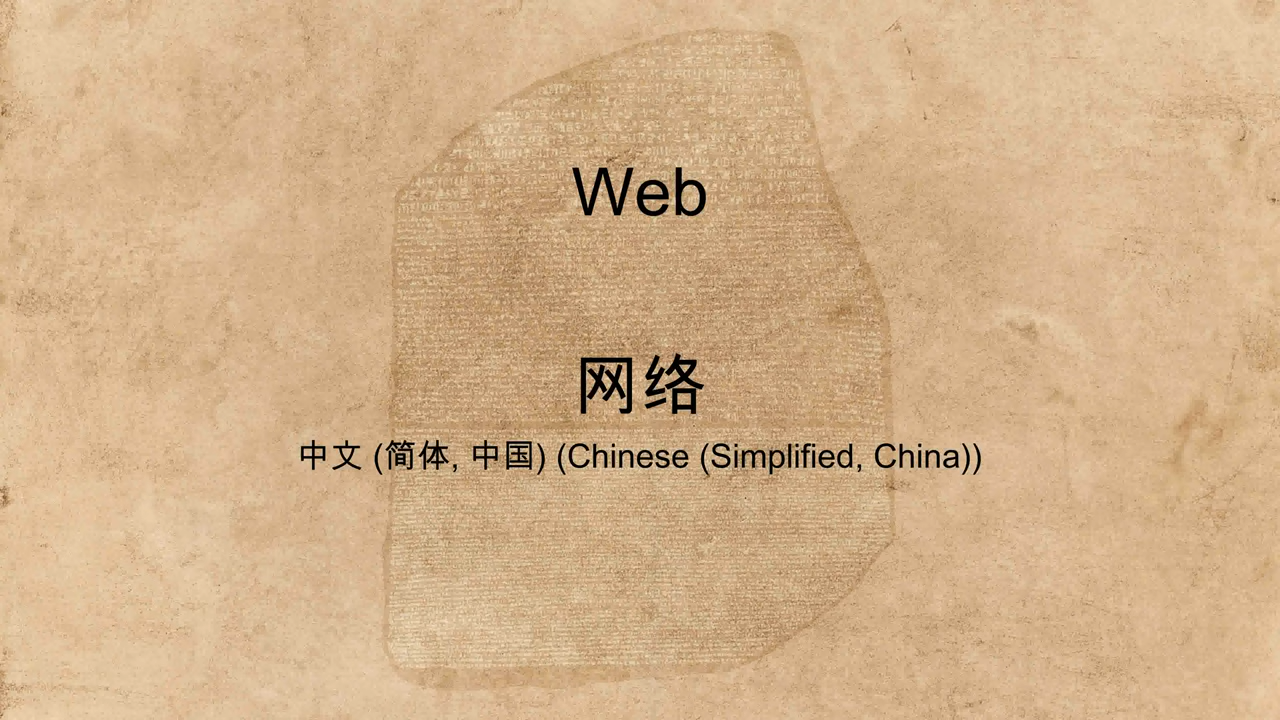 Web
网络
中文 (简体, 中国) (Chinese (Simplified, China))